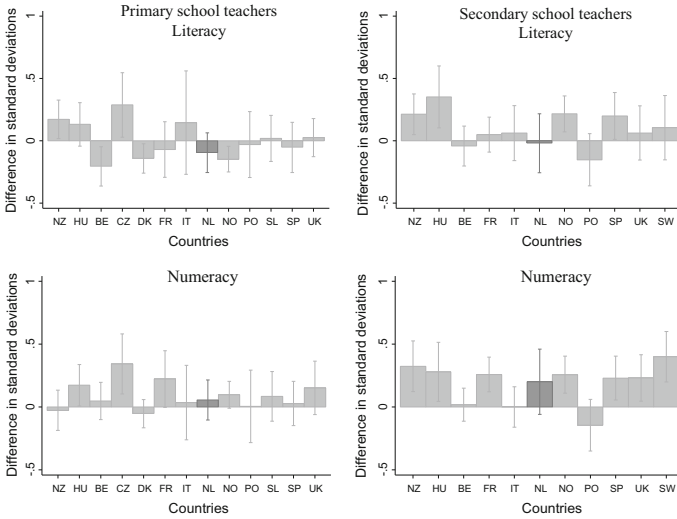 Primary school teachers
Literacy
Difference in standard deviations
1
.5
0
-.5
NZ HU BE CZ DK FR IT NL NO PO SL SP UK
Countries
Secondary school teachers
Literacy
Difference in standard deviations
1
.5
0
-.5
NZ HU BE FR IT NL NO PO SP UK SW
Countries
Numeracy
Difference in standard deviations
1
.5
0
-.5
NZ HU BE CZ DK FR IT NL NO PO SL SP UK
Countries
Numeracy
Difference in standard deviations
1
.5
0
-.5
NZ HU BE FR IT NL NO PO SP UK SW
Countries